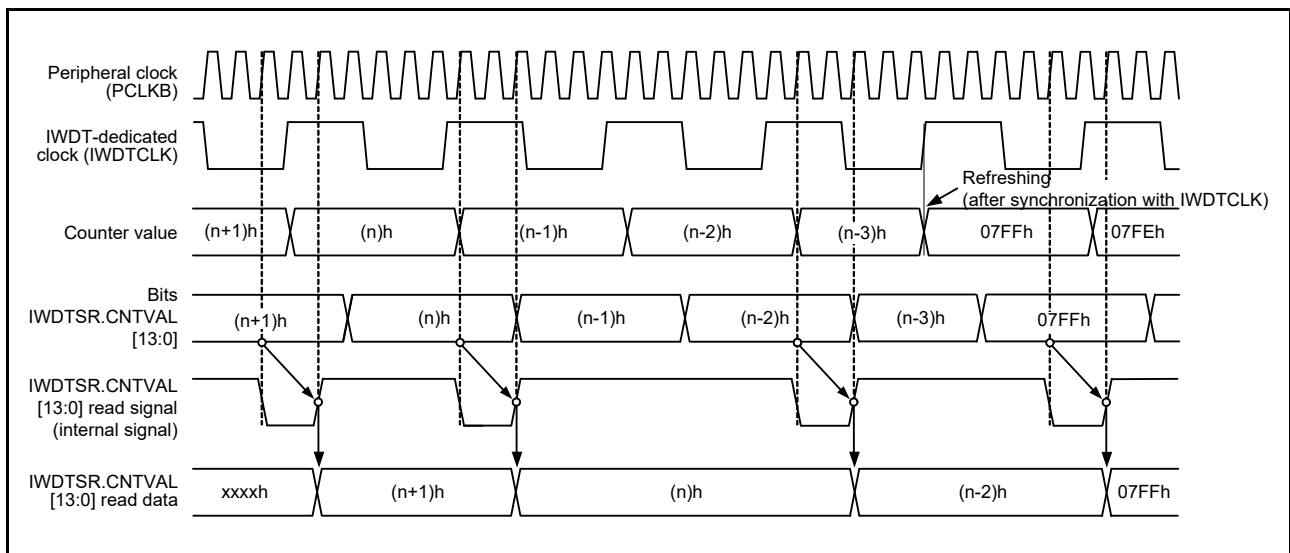 Peripheral clock
(PCLKB)
IWDT-dedicated
clock (IWDTCLK)
Refreshing
(after synchronization with IWDTCLK)
Counter value
(n+1)h
(n)h
(n-1)h
(n-2)h
(n-3)h
07FFh
07FEh
Bits
IWDTSR.CNTVAL
[13:0]
(n+1)h
(n)h
(n-1)h
(n-2)h
(n-3)h
07FFh
IWDTSR.CNTVAL
[13:0] read signal
(internal signal)
IWDTSR.CNTVAL
[13:0] read data
xxxxh
(n+1)h
(n)h
(n-2)h
07FFh